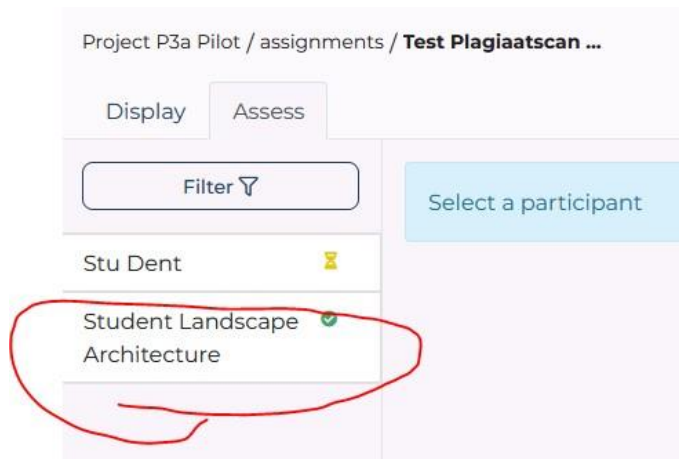 Project P3a Pilot / assignments / Test Plagiaatscan ...
Display Assess
Filter
Select a participant
Stu Dent
Student Landscape
Architecture